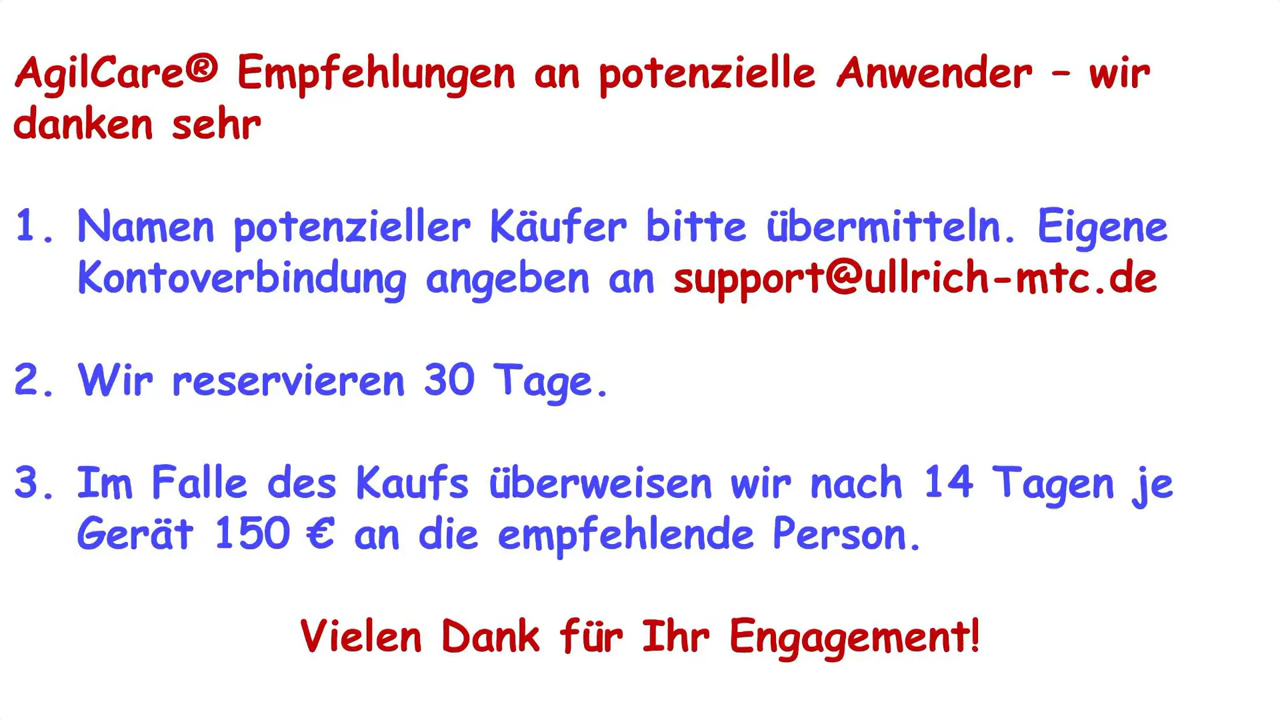 AgilCare® Empfehlungen an potenzielle Anwender – wir
danken sehr
1. Namen potenzieller Käufer bitte übermitteln. Eigene
Kontoverbindung angeben an support@ullrich-mtc.de
2. Wir reservieren 30 Tage.
3. Im Falle des Kaufs überweisen wir nach 14 Tagen je
Gerät 150 € an die empfehlende Person.
Vielen Dank für Ihr Engagement!